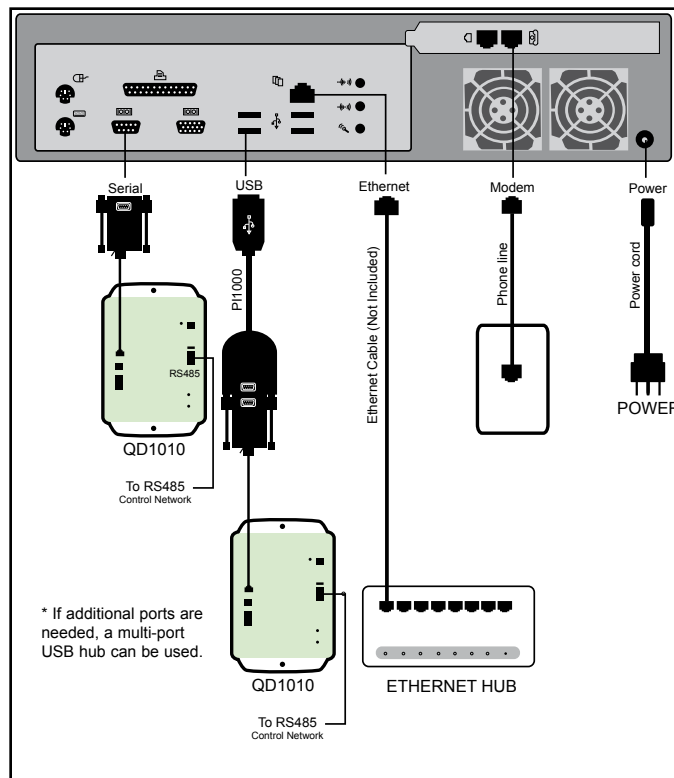 Serial
USB
Ethernet
Modem
Power
PI1000
Ethernet Cable (Not Included)
Phone line
Power cord
RS485
QD1010
POWER
To RS485
Control Network
* If additional ports are
needed, a multi-port
USB hub can be used.
QD1010
ETHERNET HUB
To RS485
Control Network